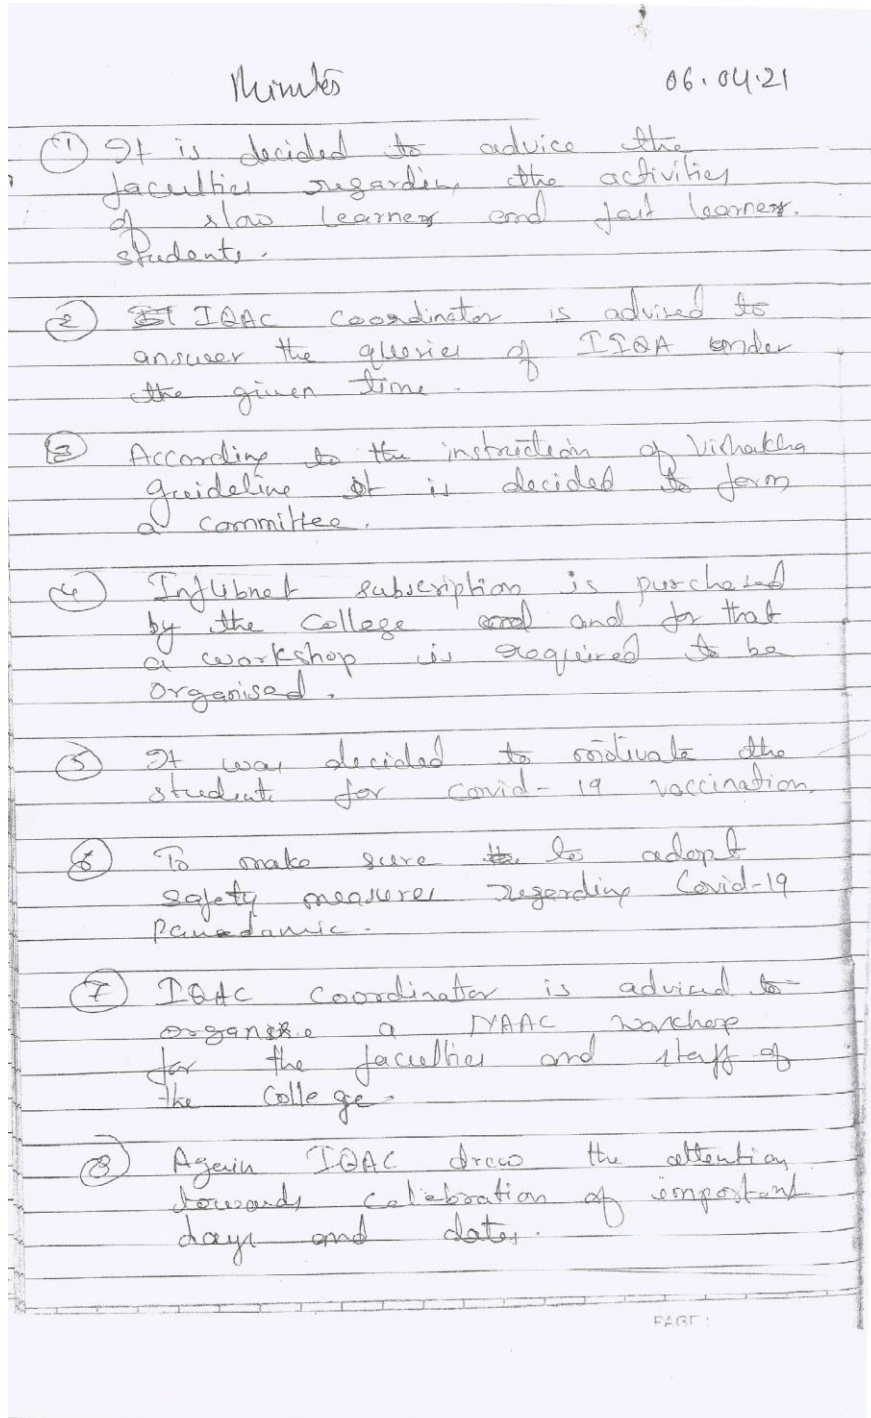 Minutes 06.04.21
(1) It is decided to advice the
faculties regarding the activities
of slow learners and fast learners.
students.
(2) IQAC coordinator is advised to
answer the queries of IIQA under
the given time.
(3) According to the instruction of Vishakha
guideline it is decided to form
a committee.
(4) Inflibnet subscription is purchased
by the College and and for that
a workshop is required to be
organised.
(5) It was decided to motivate the
students for Covid-19 vaccination.
(6) To make sure to adopt
safety measures regarding Covid-19
Panedamic.
(7) IQAC Coordinator is adviced to
organise a NAAC warkhop
for the faculties and staff of
the College.
(8) Again IQAC drew the attention
towards celebration of important
days and dates.
PAGE: